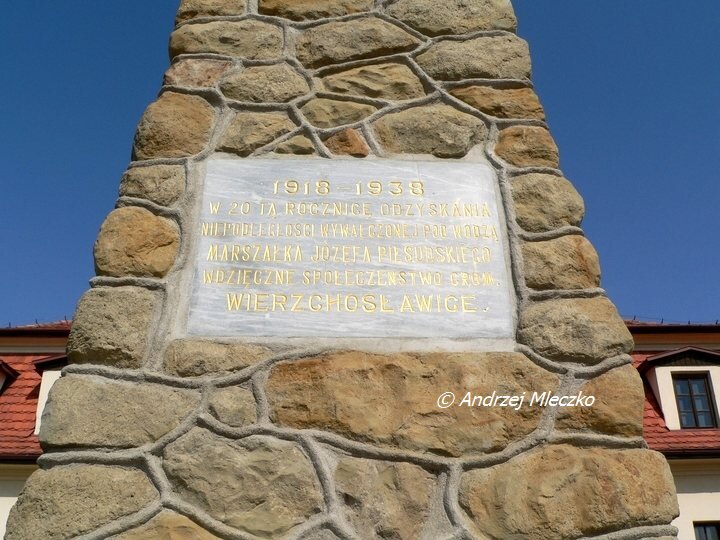 1918 - 1938
W 20 TĄ ROCZNICĘ ODZYSKANIA
NIEPODLEGŁOŚCI WYWALCZONEJ POD WODZĄ
MARSZAŁKA JÓZEFA PIŁSUDSKIEGO
WDZIĘCZNE SPOŁECZEŃSTWO GROM.
WIERZCHOSŁAWICE.
© Andrzej Mleczko